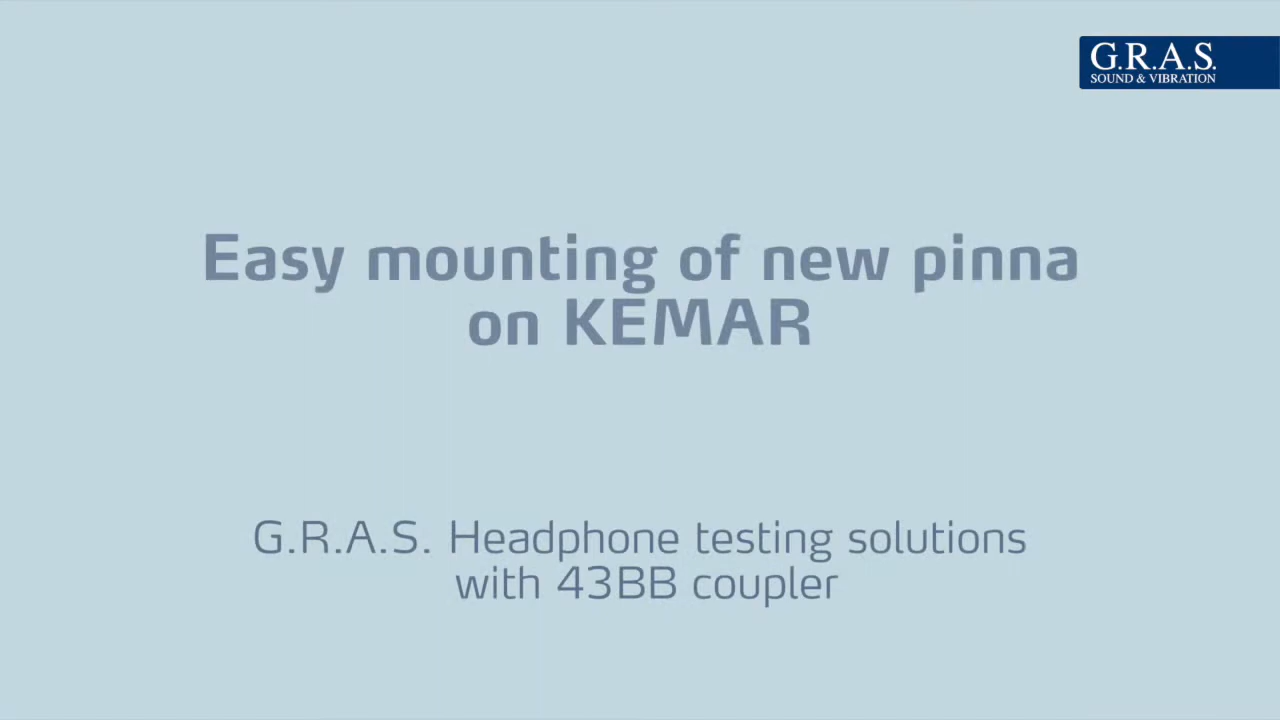 G.R.A.S.
SOUND & VIBRATION
Easy mounting of new pinna
on KEMAR
G.R.A.S. Headphone testing solutions
with 43BB coupler